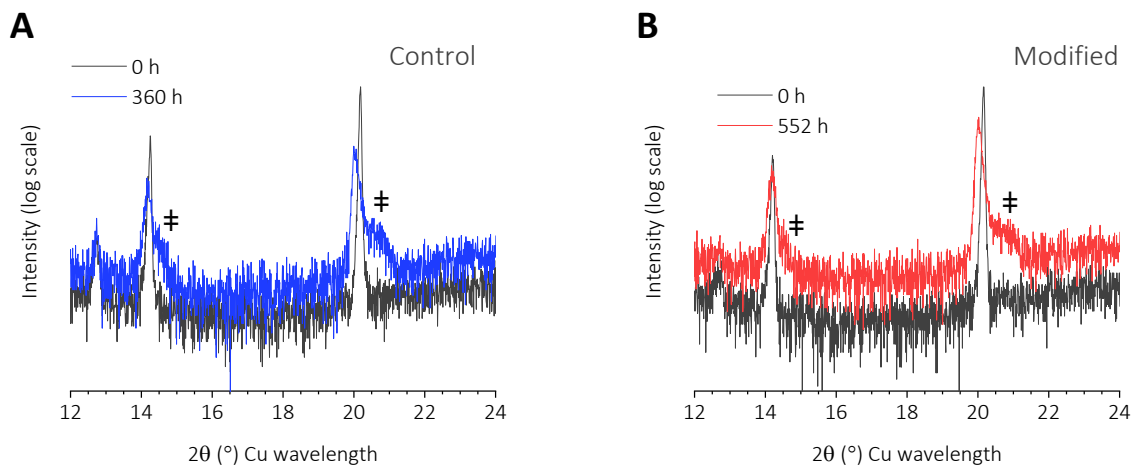 A
Control
0 h
360 h
Intensity (log scale)
ǂ
ǂ
12 14 16 18 20 22 24
2θ (°) Cu wavelength
B
Modified
0 h
552 h
Intensity (log scale)
ǂ
ǂ
12 14 16 18 20 22 24
2θ (°) Cu wavelength